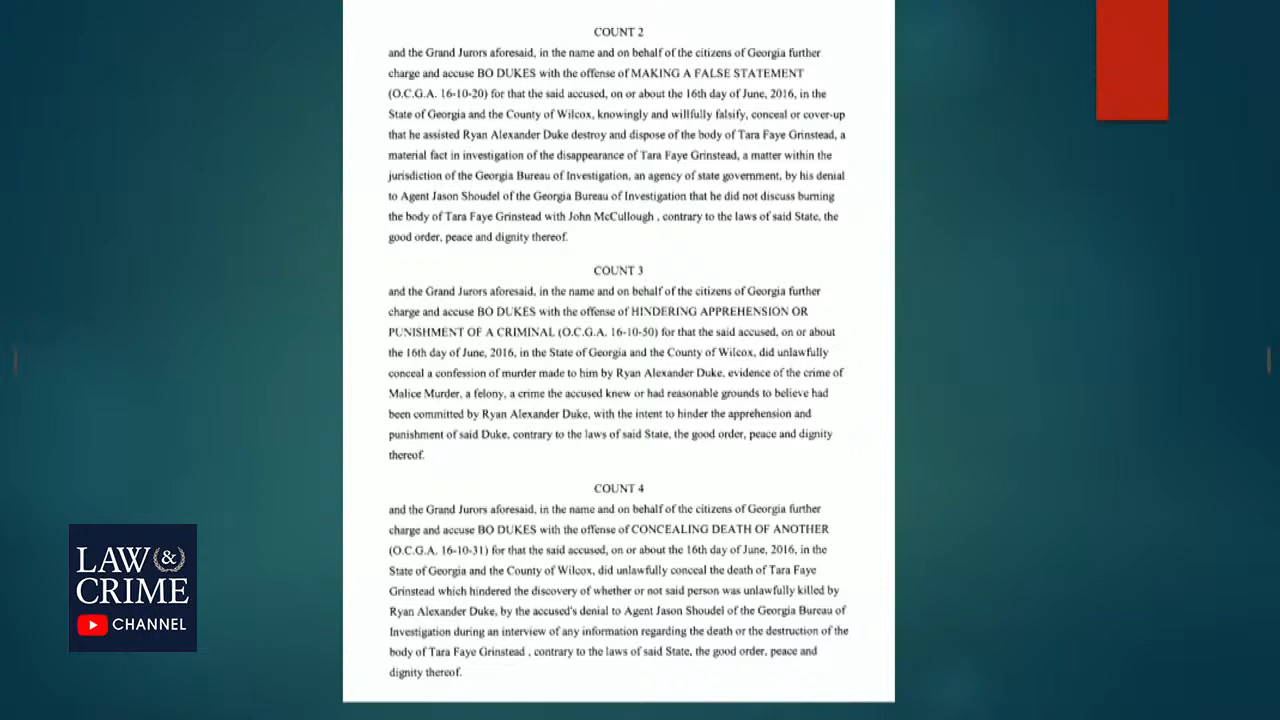 COUNT 2
and the Grand Jurors aforesaid, in the name and on behalf of the citizens of Georgia further
charge and accuse BO DUKES with the offense of MAKING A FALSE STATEMENT
(O.C.G.A. 16-10-20) for that the said accused, on or about the 16th day of June, 2016, in the
State of Georgia and the County of Wilcox, knowingly and willfully falsify, conceal or cover-up
that he assisted Ryan Alexander Duke destroy and dispose of the body of Tara Faye Grinstead, a
material fact in investigation of the disappearance of Tara Faye Grinstead, a matter within the
jurisdiction of the Georgia Bureau of Investigation, an agency of state government, by his denial
to Agent Jason Shoudel of the Georgia Bureau of Investigation that he did not discuss burning
the body of Tara Faye Grinstead with John McCullough , contrary to the laws of said State, the
good order, peace and dignity thereof.
COUNT 3
and the Grand Jurors aforesaid, in the name and on behalf of the citizens of Georgia further
charge and accuse BO DUKES with the offense of HINDERING APPREHENSION OR
PUNISHMENT OF A CRIMINAL (O.C.G.A. 16-10-50) for that the said accused, on or about
the 16th day of June, 2016, in the State of Georgia and the County of Wilcox, did unlawfully
conceal a confession of murder made to him by Ryan Alexander Duke, evidence of the crime of
Malice Murder, a felony, a crime the accused knew or had reasonable grounds to believe had
been committed by Ryan Alexander Duke, with the intent to hinder the apprehension and
punishment of said Duke, contrary to the laws of said State, the good order, peace and dignity
thereof.
COUNT 4
and the Grand Jurors aforesaid, in the name and on behalf of the citizens of Georgia further
charge and accuse BO DUKES with the offense of CONCEALING DEATH OF ANOTHER
(O.C.G.A. 16-10-31) for that the said accused, on or about the 16th day of June, 2016, in the
State of Georgia and the County of Wilcox, did unlawfully conceal the death of Tara Faye
Grinstead which hindered the discovery of whether or not said person was unlawfully killed by
Ryan Alexander Duke, by the accused's denial to Agent Jason Shoudel of the Georgia Bureau of
Investigation during an interview of any information regarding the death or the destruction of the
body of Tara Faye Grinstead , contrary to the laws of said State, the good order, peace and
dignity thereof.
LAW &
CRIME
CHANNEL